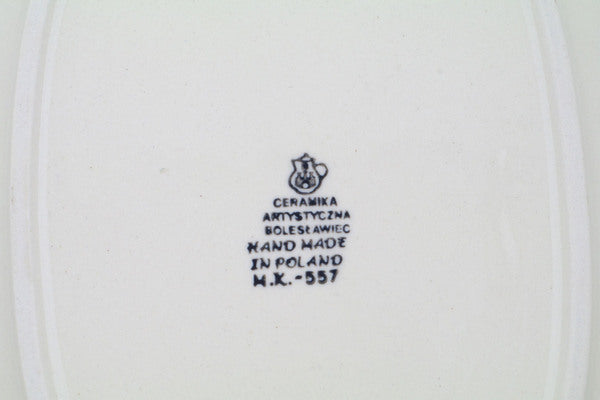 CERAMIKA
ARTYSTYCZNA
BOLESŁAWIEC
HAND MADE
IN POLAND
M.K.-557